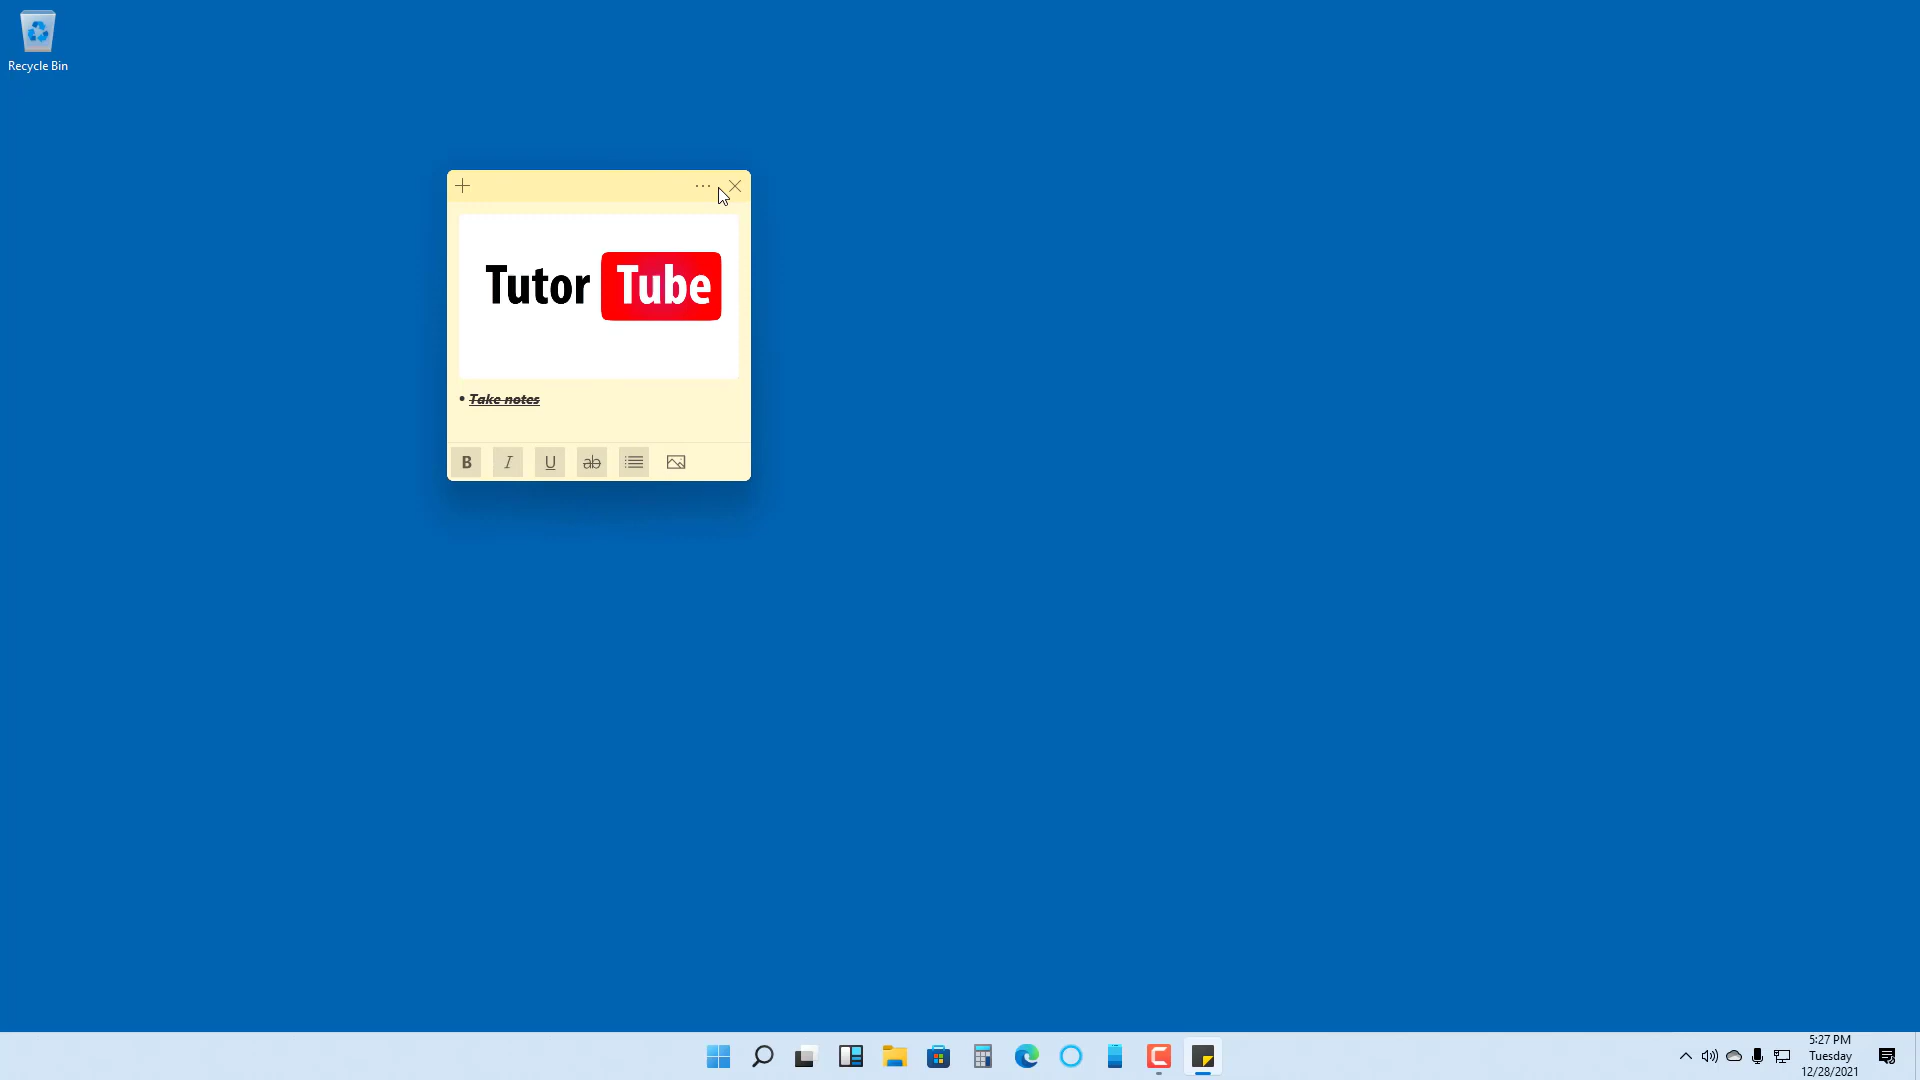 Recycle Bin
Tutor Tube
• Take notes
B I U ab
5:27 PM
Tuesday
12/28/2021